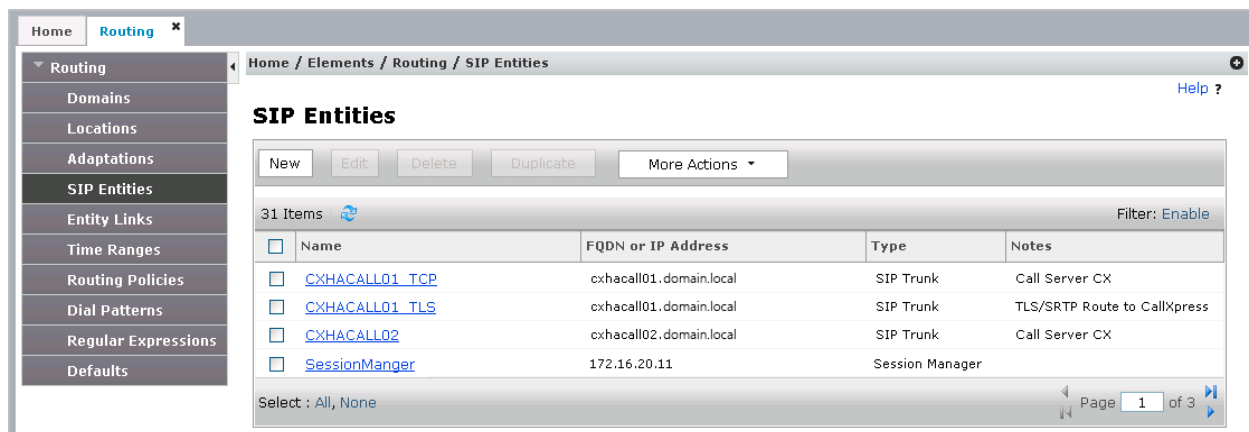 Home Routing ×
Routing
Domains
Locations
Adaptations
SIP Entities
Entity Links
Time Ranges
Routing Policies
Dial Patterns
Regular Expressions
Defaults
Home / Elements / Routing / SIP Entities
Help ?
SIP Entities
New Edit Delete Duplicate More Actions
31 Items Filter: Enable
Name FQDN or IP Address Type Notes
CXHACALL01_TCP cxhacall01.domain.local SIP Trunk Call Server CX
CXHACALL01_TLS cxhacall01.domain.local SIP Trunk TLS/SRTP Route to CallXpress
CXHACALL02 cxhacall02.domain.local SIP Trunk Call Server CX
SessionManger 172.16.20.11 Session Manager
Select : All, None Page 1 of 3